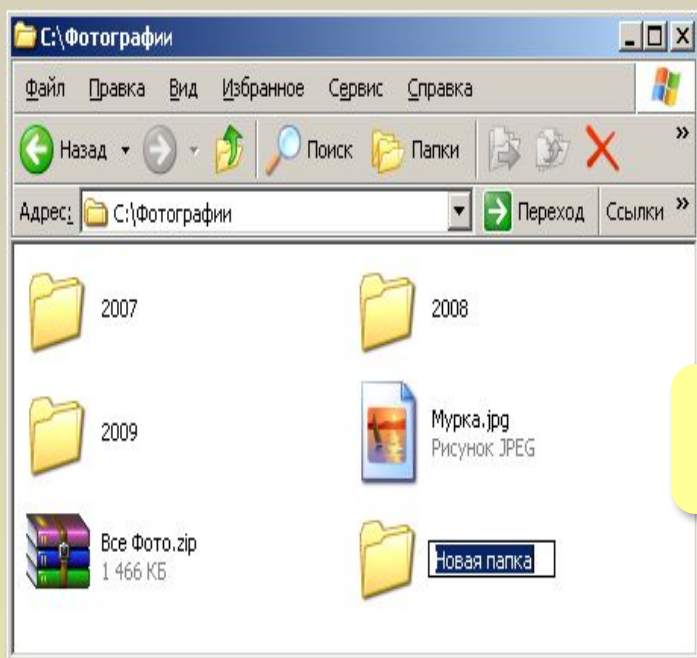 C:\Фотографии
Файл Правка Вид Избранное Сервис Справка
Назад Поиск Папки »
Адрес: C:\Фотографии Переход Ссылки »
2007 2008
2009
Мурка.jpg
Рисунок JPEG
Все Фото.zip
1 466 КБ
Новая папка